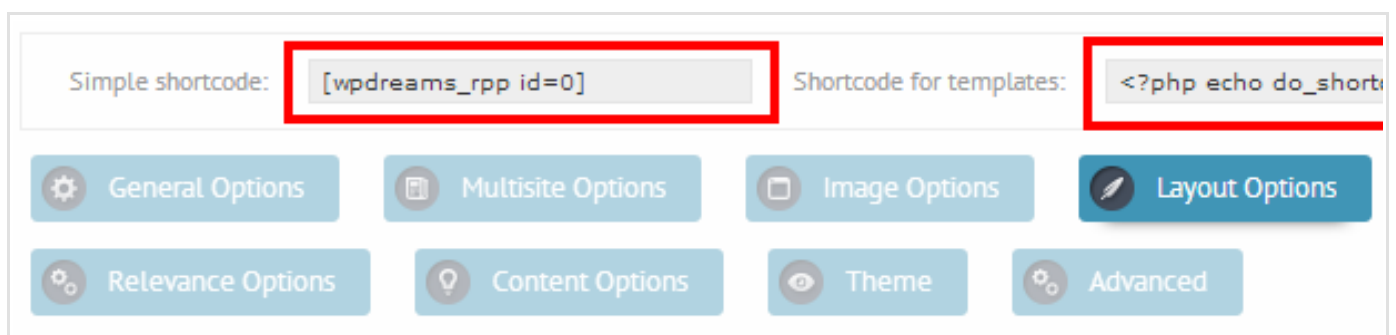 Simple shortcode: [wpdreams_rpp id=0] Shortcode for templates: <?php echo do_shortc
General Options Multisite Options Image Options Layout Options
Relevance Options Content Options Theme Advanced